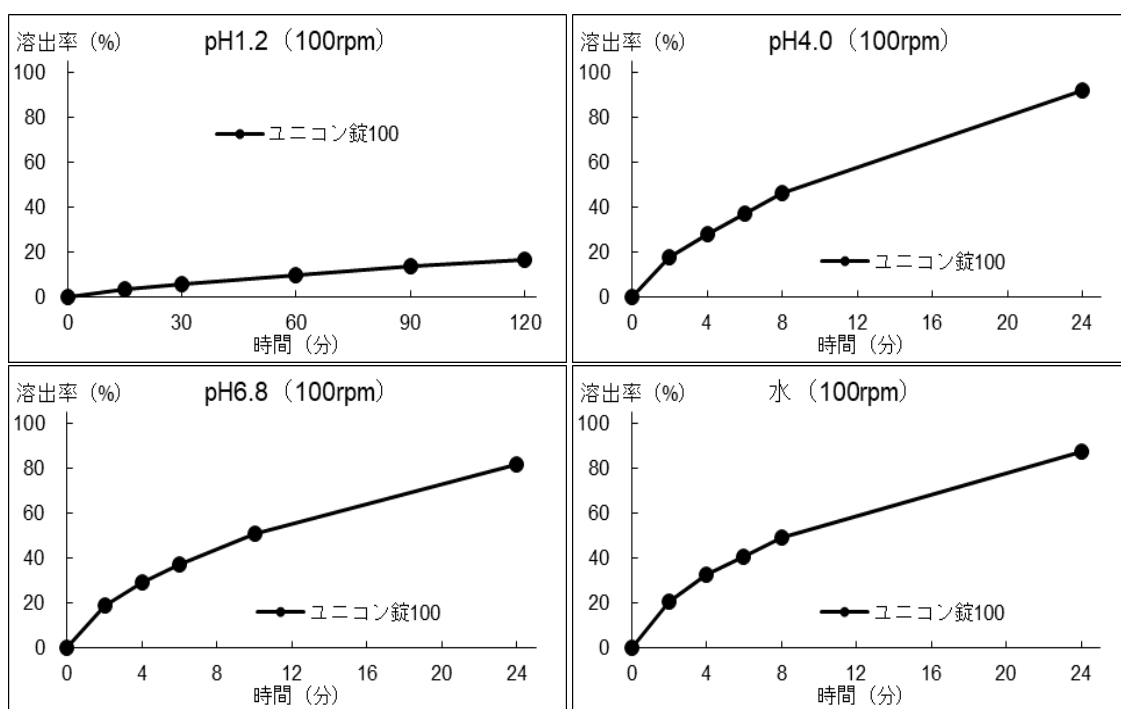 溶出率（%） pH1.2（100rpm）
100
80
60
40
20
0
ユニコン錠100
0 30 60 90 120
時間（分）
溶出率（%） pH4.0（100rpm）
100
80
60
40
20
0
ユニコン錠100
0 4 8 12 16 20 24
時間（分）
溶出率（%） pH6.8（100rpm）
100
80
60
40
20
0
ユニコン錠100
0 4 8 12 16 20 24
時間（分）
溶出率（%） 水（100rpm）
100
80
60
40
20
0
ユニコン錠100
0 4 8 12 16 20 24
時間（分）